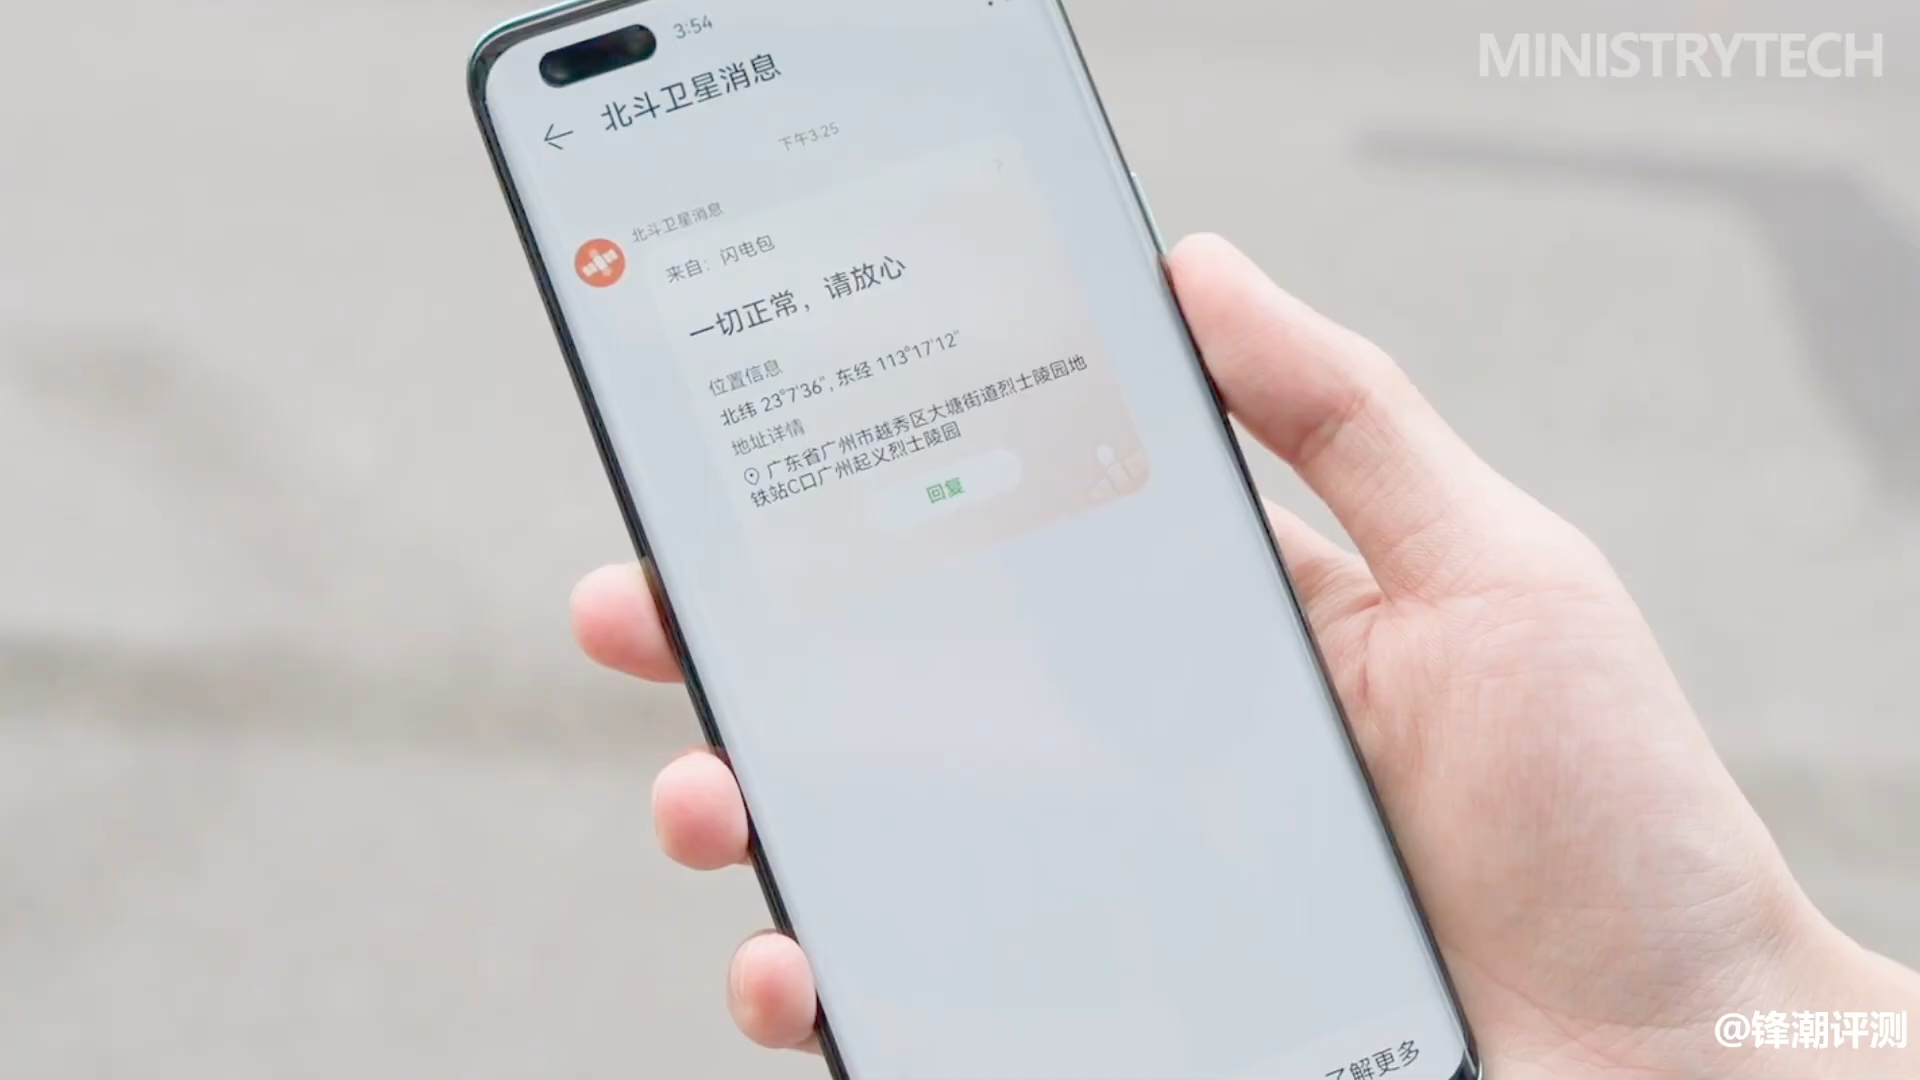 MINISTRYTECH
3:54
北斗卫星消息
下午3:25
北斗卫星消息
来自：闪电包
一切正常，请放心
位置信息
北纬 23°7'36", 东经 113°17'12"
地址详情
广东省广州市越秀区大塘街道烈士陵园地
铁站C口广州起义烈士陵园
回复
了解更多
@锋潮评测